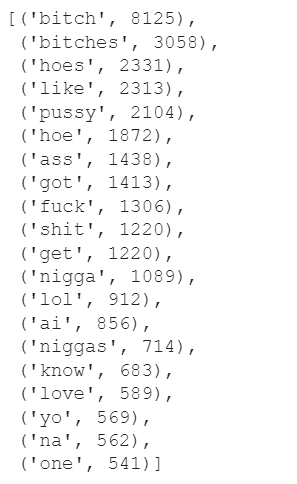 [('bitch', 8125),
('bitches', 3058),
('hoes', 2331),
('like', 2313),
('pussy', 2104),
('hoe', 1872),
('ass', 1438),
('got', 1413),
('fuck', 1306),
('shit', 1220),
('get', 1220),
('nigga', 1089),
('lol', 912),
('ai', 856),
('niggas', 714),
('know', 683),
('love', 589),
('yo', 569),
('na', 562),
('one', 541)]